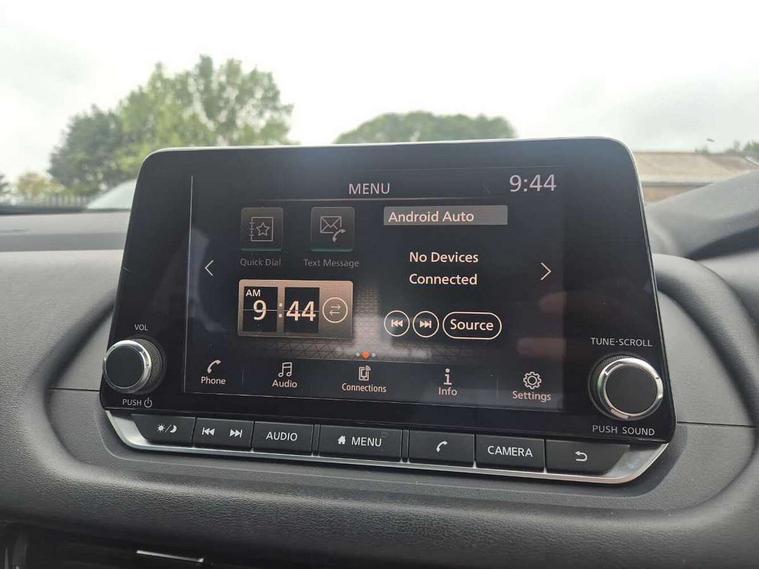 MENU
9:44
Android Auto
Quick Dial
Text Message
No Devices
Connected
AM
9:44
Source
VOL
PUSH
TUNE·SCROLL
PUSH SOUND
Phone
Audio
Connections
Info
Settings
AUDIO
MENU
CAMERA